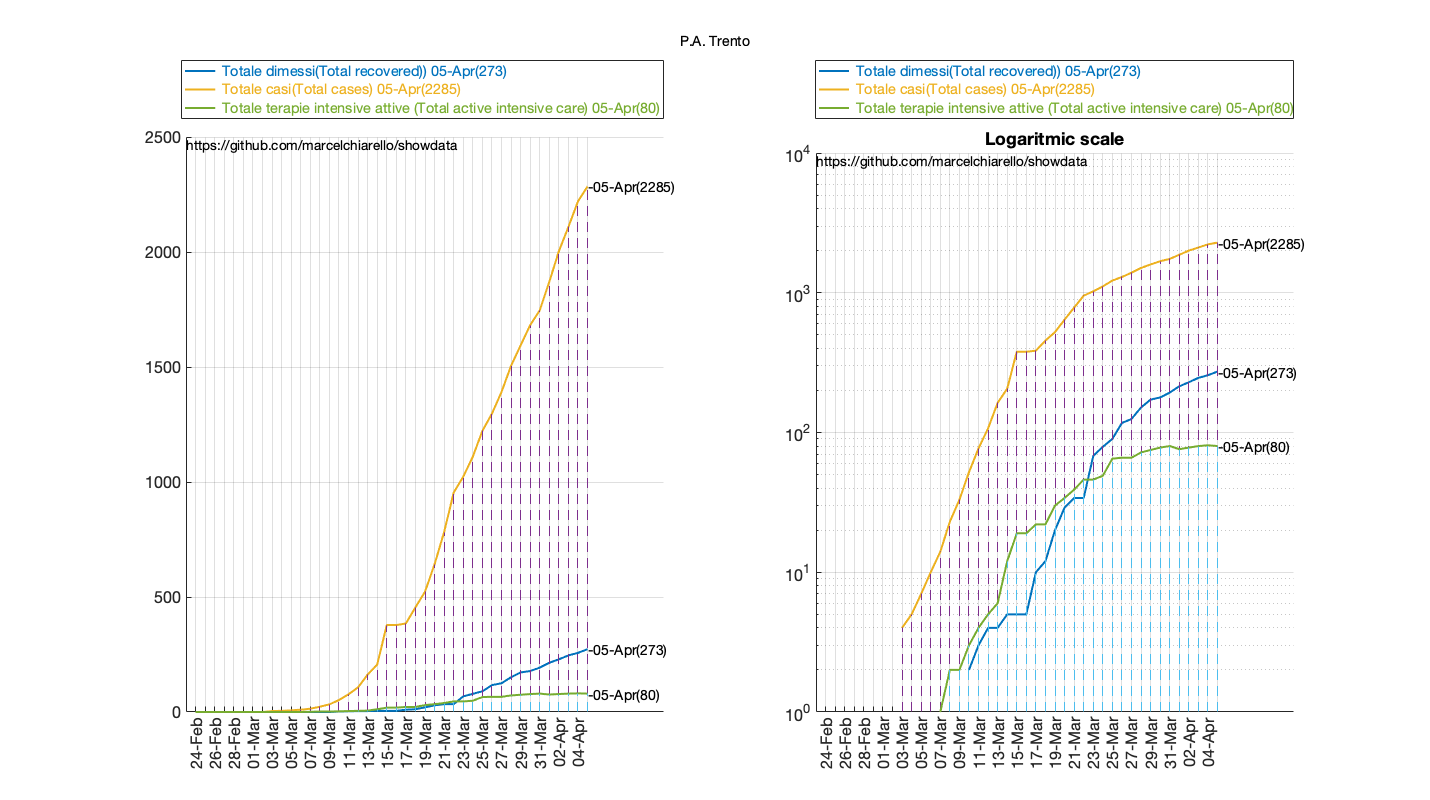 P.A. Trento
Totale dimessi(Total recovered)) 05-Apr(273)
Totale casi(Total cases) 05-Apr(2285)
Totale terapie intensive attive (Total active intensive care) 05-Apr(80)
2500
2000
1500
1000
500
0
https://github.com/marcelchiarello/showdata
-05-Apr(2285)
-05-Apr(273)
-05-Apr(80)
24-Feb
26-Feb
28-Feb
01-Mar
03-Mar
05-Mar
07-Mar
09-Mar
11-Mar
13-Mar
15-Mar
17-Mar
19-Mar
21-Mar
23-Mar
25-Mar
27-Mar
29-Mar
31-Mar
02-Apr
04-Apr
Totale dimessi(Total recovered)) 05-Apr(273)
Totale casi(Total cases) 05-Apr(2285)
Totale terapie intensive attive (Total active intensive care) 05-Apr(80)
Logaritmic scale
10^4
10^3
10^2
10^1
10^0
https://github.com/marcelchiarello/showdata
-05-Apr(2285)
-05-Apr(273)
-05-Apr(80)
24-Feb
26-Feb
28-Feb
01-Mar
03-Mar
05-Mar
07-Mar
09-Mar
11-Mar
13-Mar
15-Mar
17-Mar
19-Mar
21-Mar
23-Mar
25-Mar
27-Mar
29-Mar
31-Mar
02-Apr
04-Apr